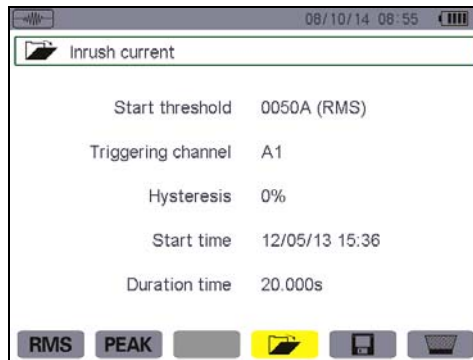 08/10/14 08:55
Inrush current
Start threshold 0050A (RMS)
Triggering channel A1
Hysteresis 0%
Start time 12/05/13 15:36
Duration time 20.000s
RMS PEAK